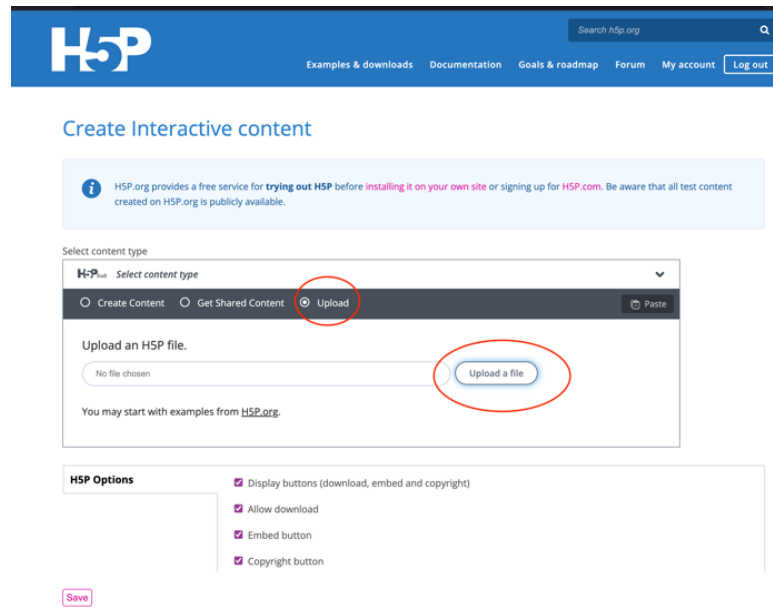 Search h5p.org
H5P
Examples & downloads Documentation Goals & roadmap Forum My account Log out
Create Interactive content
i H5P.org provides a free service for trying out H5P before installing it on your own site or signing up for H5P.com. Be aware that all test content
created on H5P.org is publicly available.
Select content type
H5P hub Select content type
Create Content Get Shared Content Upload Paste
Upload an H5P file.
No file chosen Upload a file
You may start with examples from H5P.org.
H5P Options
Display buttons (download, embed and copyright)
Allow download
Embed button
Copyright button
Save